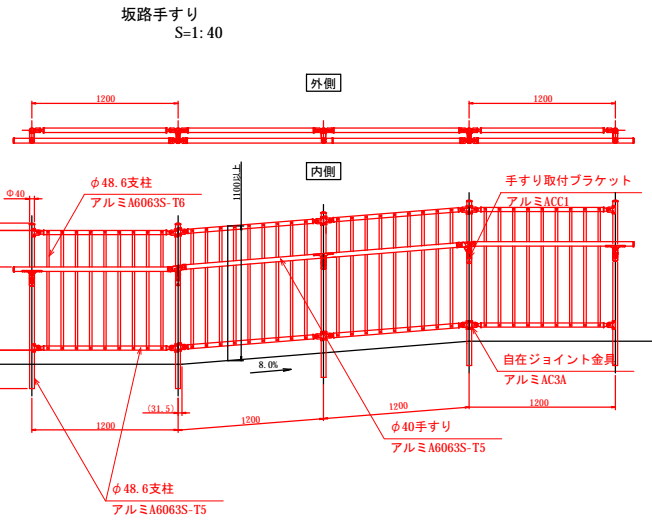 坂路手すり
S=1:40
外側
1200
1200
内側
1100以上
φ48.6支柱
アルミA6063S-T6
Φ40
手すり取付ブラケット
アルミACC1
8.0%
自在ジョイント金具
アルミAC3A
(31.5)
1200
1200
1200
1200
φ40手すり
アルミA6063S-T5
φ48.6支柱
アルミA6063S-T5